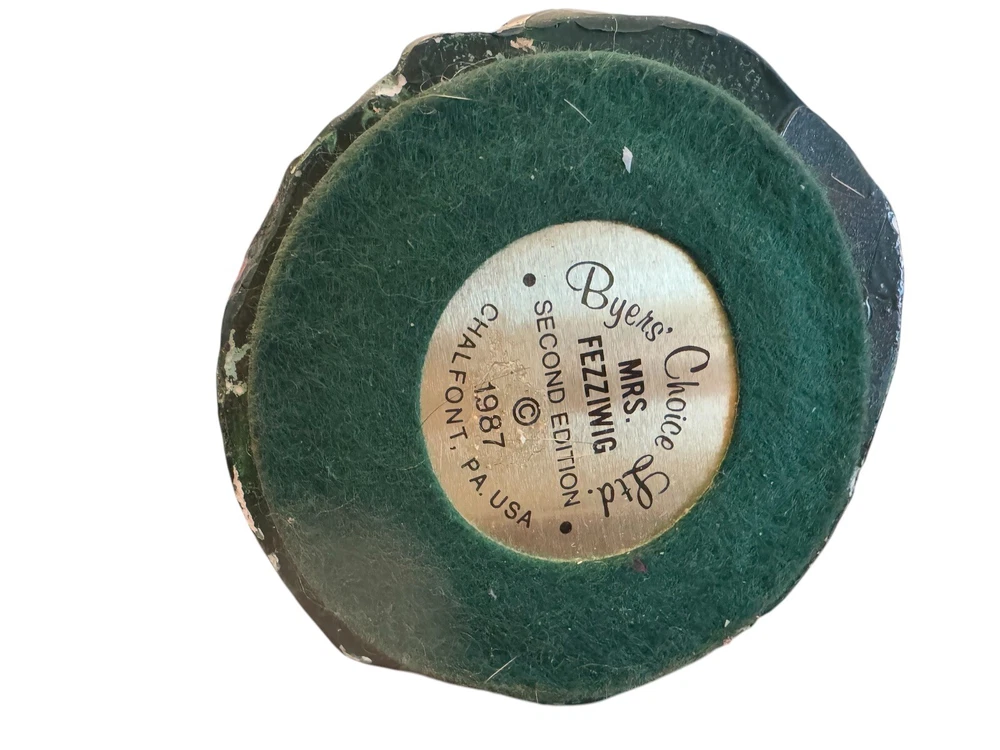 Byers' Choice Ltd.
MRS.
FEZZIWIG
SECOND EDITION
©
1987
CHALFONT, PA. USA